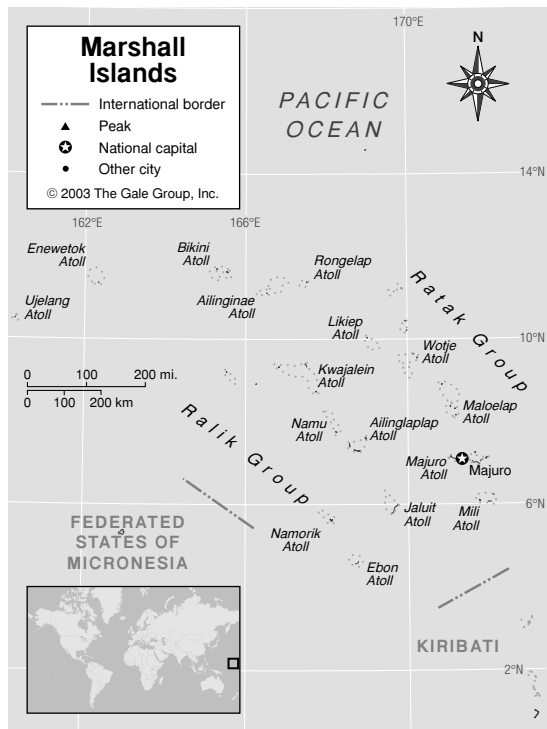 170°E
Marshall
Islands
International border
Peak
National capital
Other city
© 2003 The Gale Group, Inc.
N
PACIFIC
OCEAN
14°N
162°E
166°E
Enewetok
Atoll
Bikini
Atoll
Rongelap
Atoll
Ailinginae
Atoll
Ujelang
Atoll
Ratak Group
Likiep
Atoll
10°N
Wotje
Atoll
Kwajalein
Atoll
0 100 200 mi.
0 100 200 km
Maloelap
Atoll
Ralik Group
Namu
Atoll
Ailinglaplap
Atoll
Majuro
Atoll
Majuro
6°N
Jaluit
Atoll
Mili
Atoll
FEDERATED
STATES OF
MICRONESIA
Namorik
Atoll
Ebon
Atoll
KIRIBATI
2°N